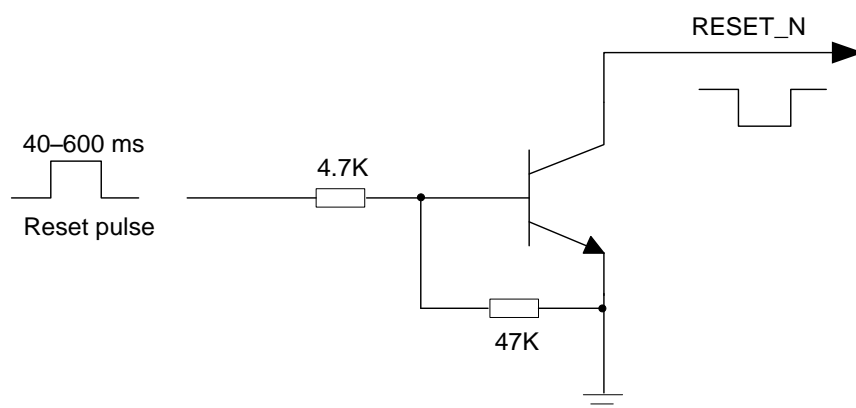 RESET_N
40–600 ms
4.7K
Reset pulse
47K